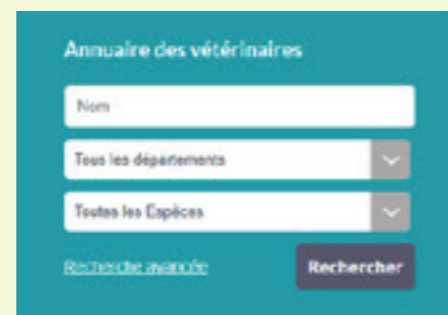 Annuaire des vétérinaires
Nom
Tous les départements
Toutes les Espèces
Recherche avancée Rechercher